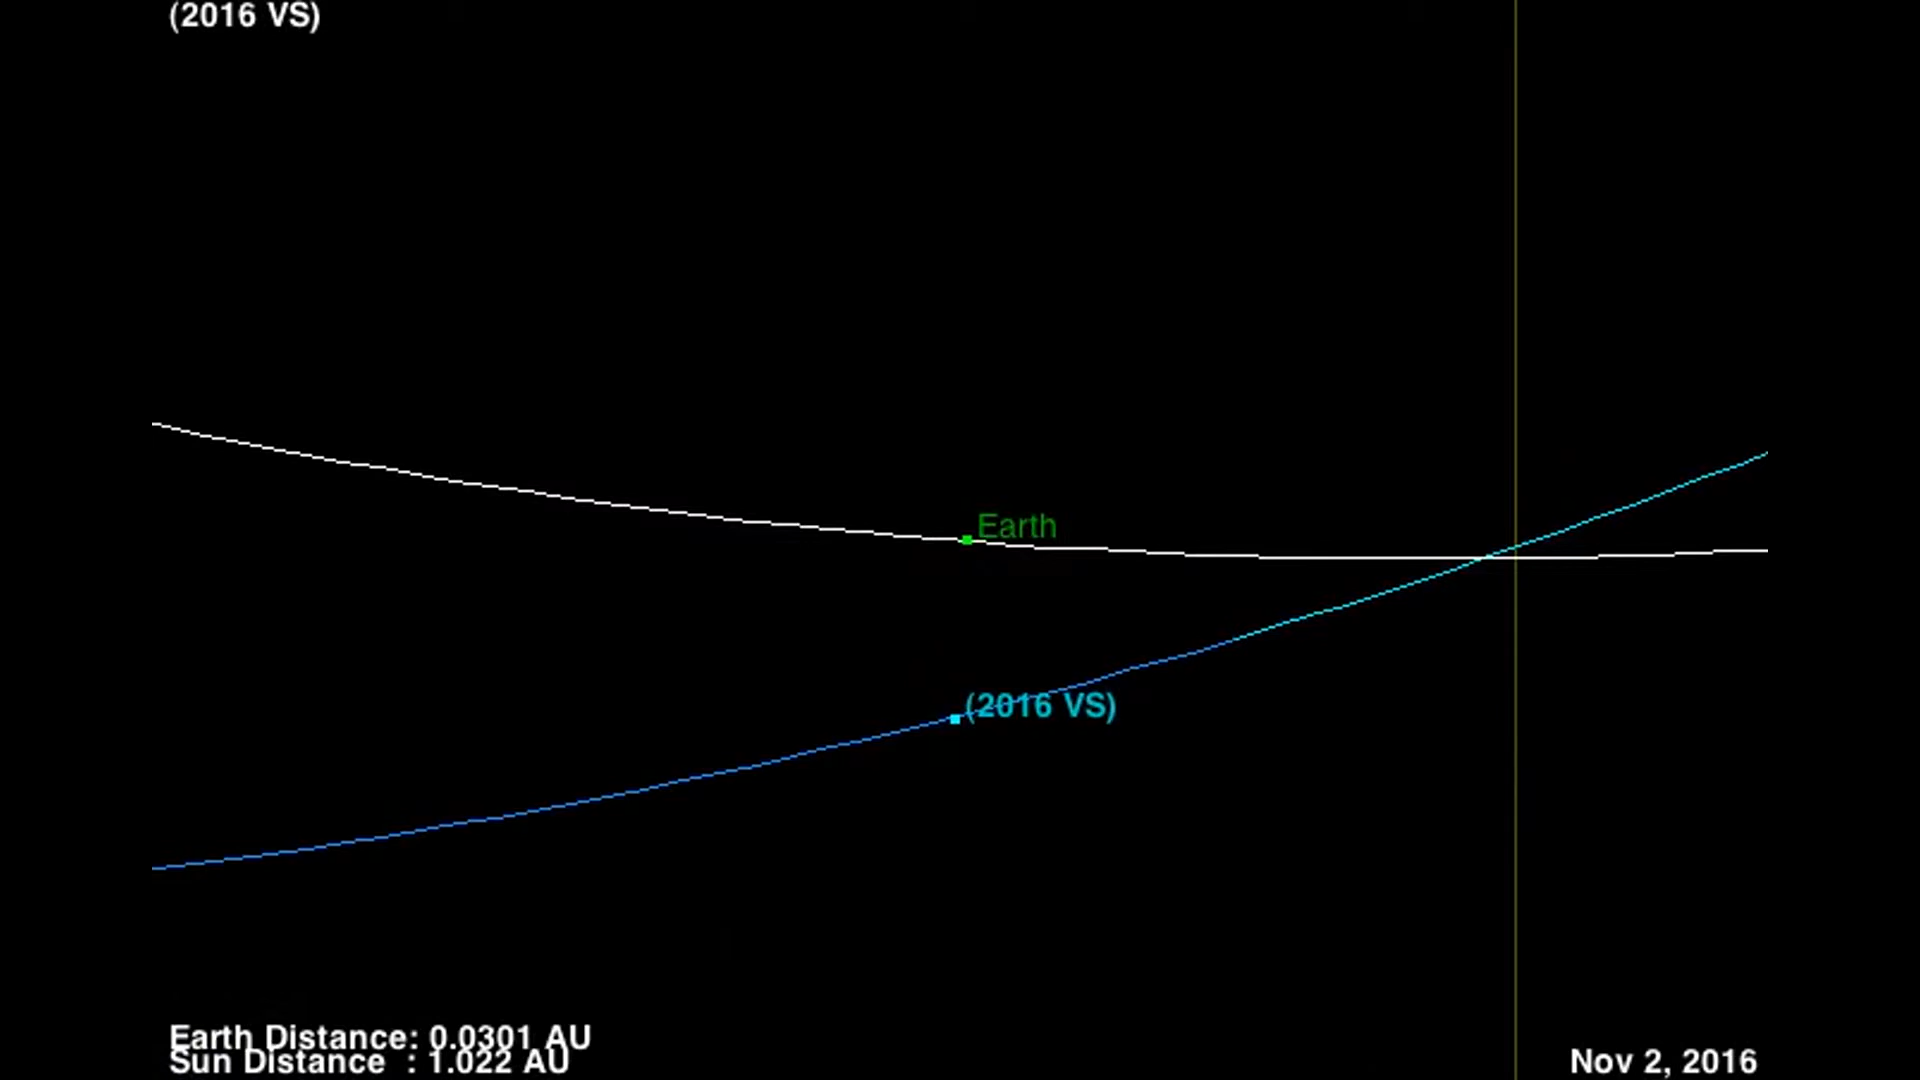 (2016 VS)
Earth
(2016 VS)
Earth Distance: 0.0301 AU
Sun Distance : 1.022 AU
Nov 2, 2016